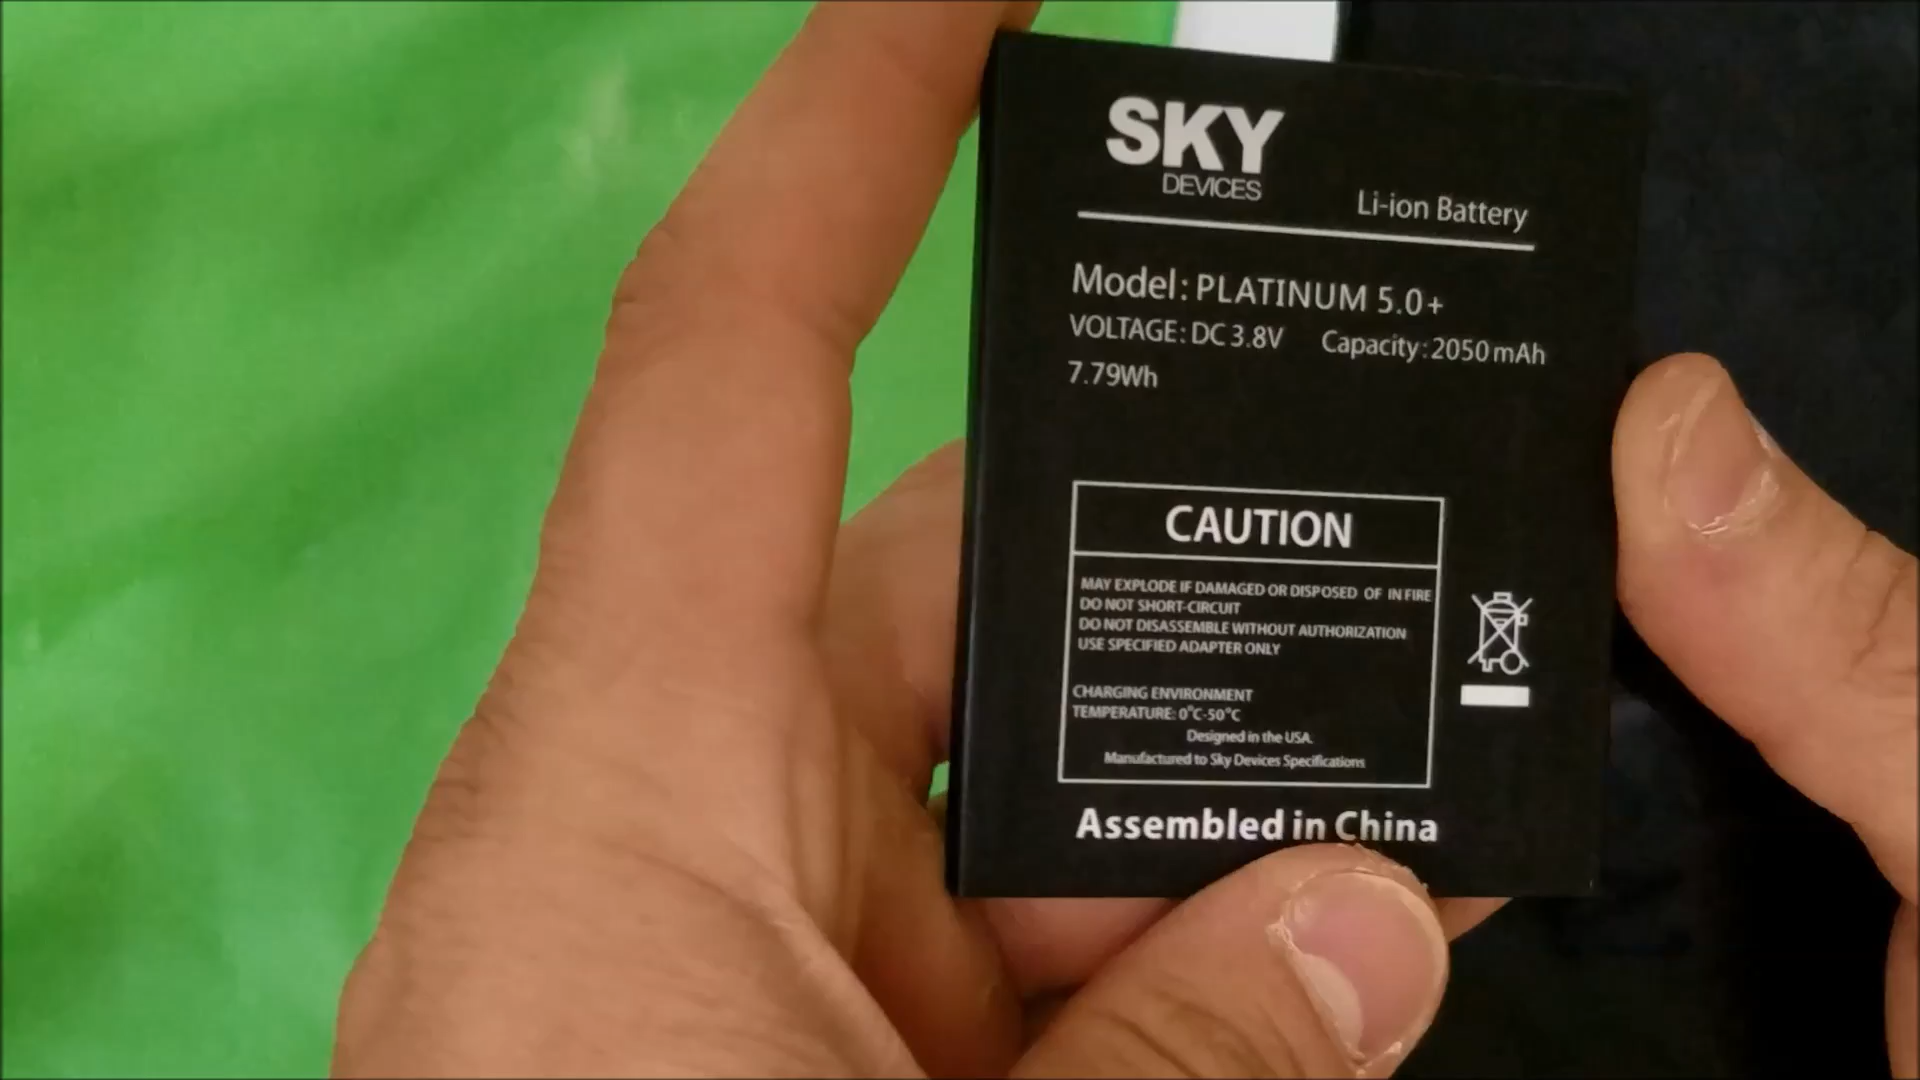 SKY
DEVICES
Li-ion Battery
Model: PLATINUM 5.0+
VOLTAGE: DC 3.8V Capacity: 2050 mAh
7.79Wh
CAUTION
MAY EXPLODE IF DAMAGED OR DISPOSED OF IN FIRE
DO NOT SHORT-CIRCUIT
DO NOT DISASSEMBLE WITHOUT AUTHORIZATION
USE SPECIFIED ADAPTER ONLY
CHARGING ENVIRONMENT
TEMPERATURE: 0°C-50°C
Designed in the USA.
Manufactured to Sky Devices Specifications
Assembled in China